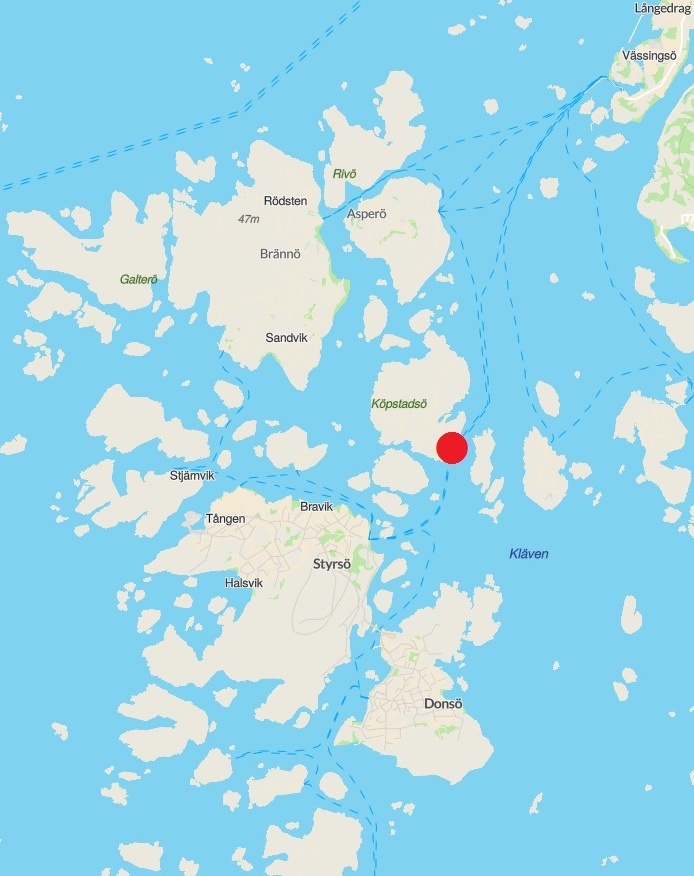 Långedrag
Vässingsö
Rivö
Rödsten
Asperö
47m
Brännö
Galterö
Sandvik
Köpstadsö
Stjärnvik
Bravik
Tången
Kläven
Styrsö
Halsvik
Donsö